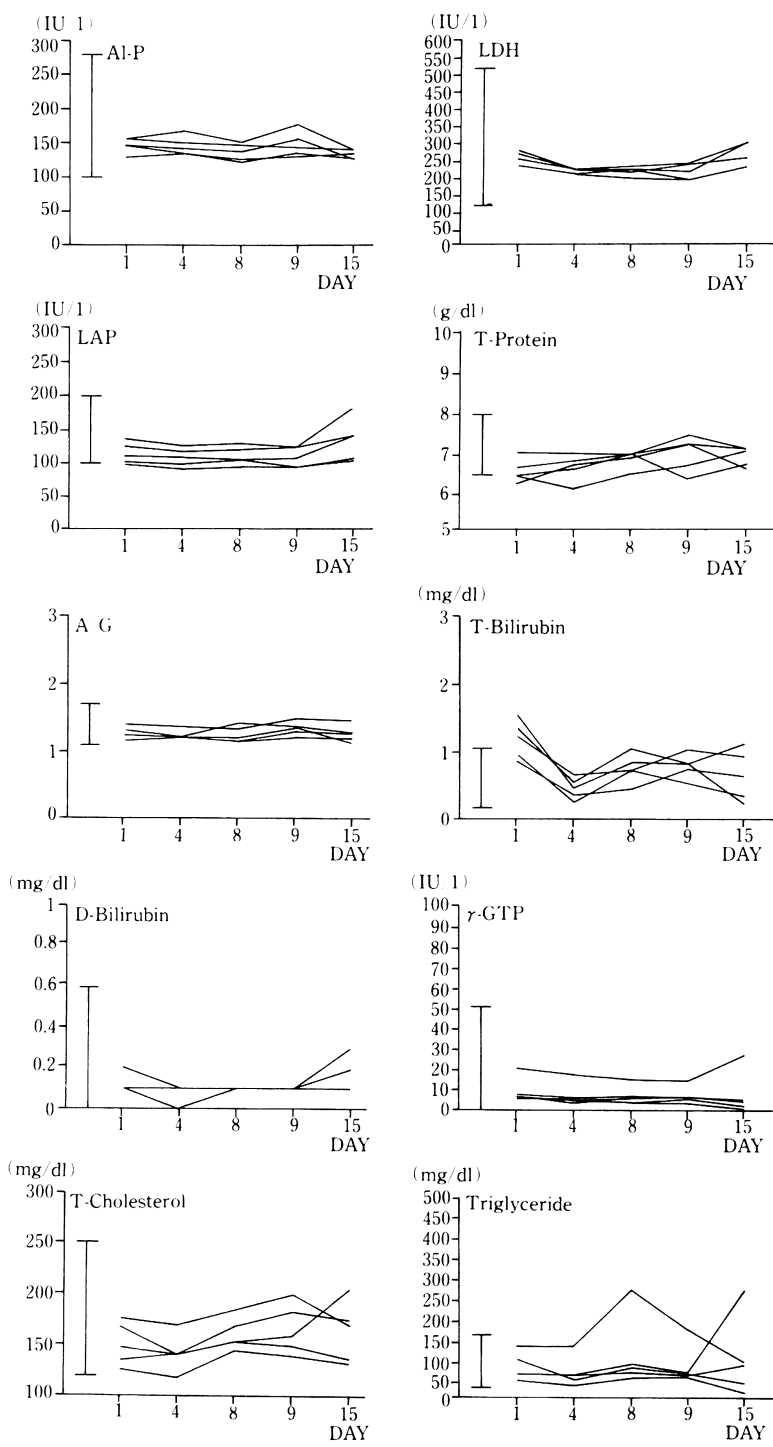 (IU 1)
Al-P
300
250
200
150
100
50
0
1 4 8 9 15
DAY
(IU/1)
LDH
600
550
500
450
400
350
300
250
200
150
100
50
0
1 4 8 9 15
DAY
(IU/1)
LAP
300
250
200
150
100
50
0
1 4 8 9 15
DAY
(g/dl)
T-Protein
10
9
8
7
6
5
1 4 8 9 15
DAY
A G
3
2
1
0
1 4 8 9 15
DAY
(mg/dl)
T-Bilirubin
3
2
1
0
1 4 8 9 15
DAY
(mg/dl)
D-Bilirubin
1
0.8
0.6
0.4
0.2
0
1 4 8 9 15
DAY
(IU 1)
γ-GTP
100
90
80
70
60
50
40
30
20
10
0
1 4 8 9 15
DAY
(mg/dl)
T-Cholesterol
300
250
200
150
100
1 4 8 9 15
DAY
(mg/dl)
Triglyceride
500
450
400
350
300
250
200
150
100
50
0
1 4 8 9 15
DAY